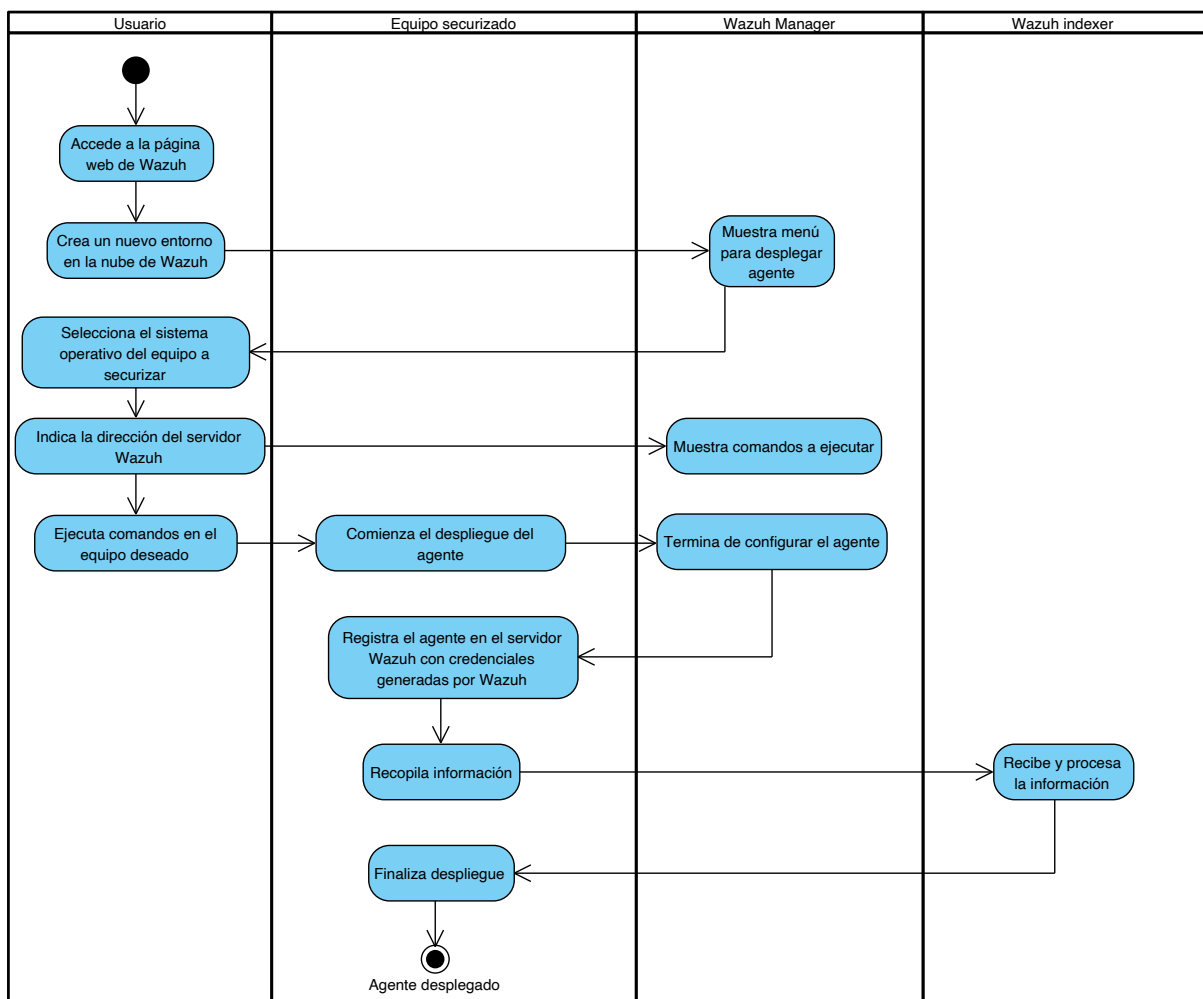 Usuario
Equipo securizado
Wazuh Manager
Wazuh indexer
Accede a la página
web de Wazuh
Crea un nuevo entorno
en la nube de Wazuh
Muestra menú
para desplegar
agente
Selecciona el sistema
operativo del equipo a
securizar
Indica la dirección del servidor
Wazuh
Muestra comandos a ejecutar
Ejecuta comandos en el
equipo deseado
Comienza el despliegue del
agente
Termina de configurar el agente
Registra el agente en el servidor
Wazuh con credenciales
generadas por Wazuh
Recopila información
Recibe y procesa
la información
Finaliza despliegue
Agente desplegado